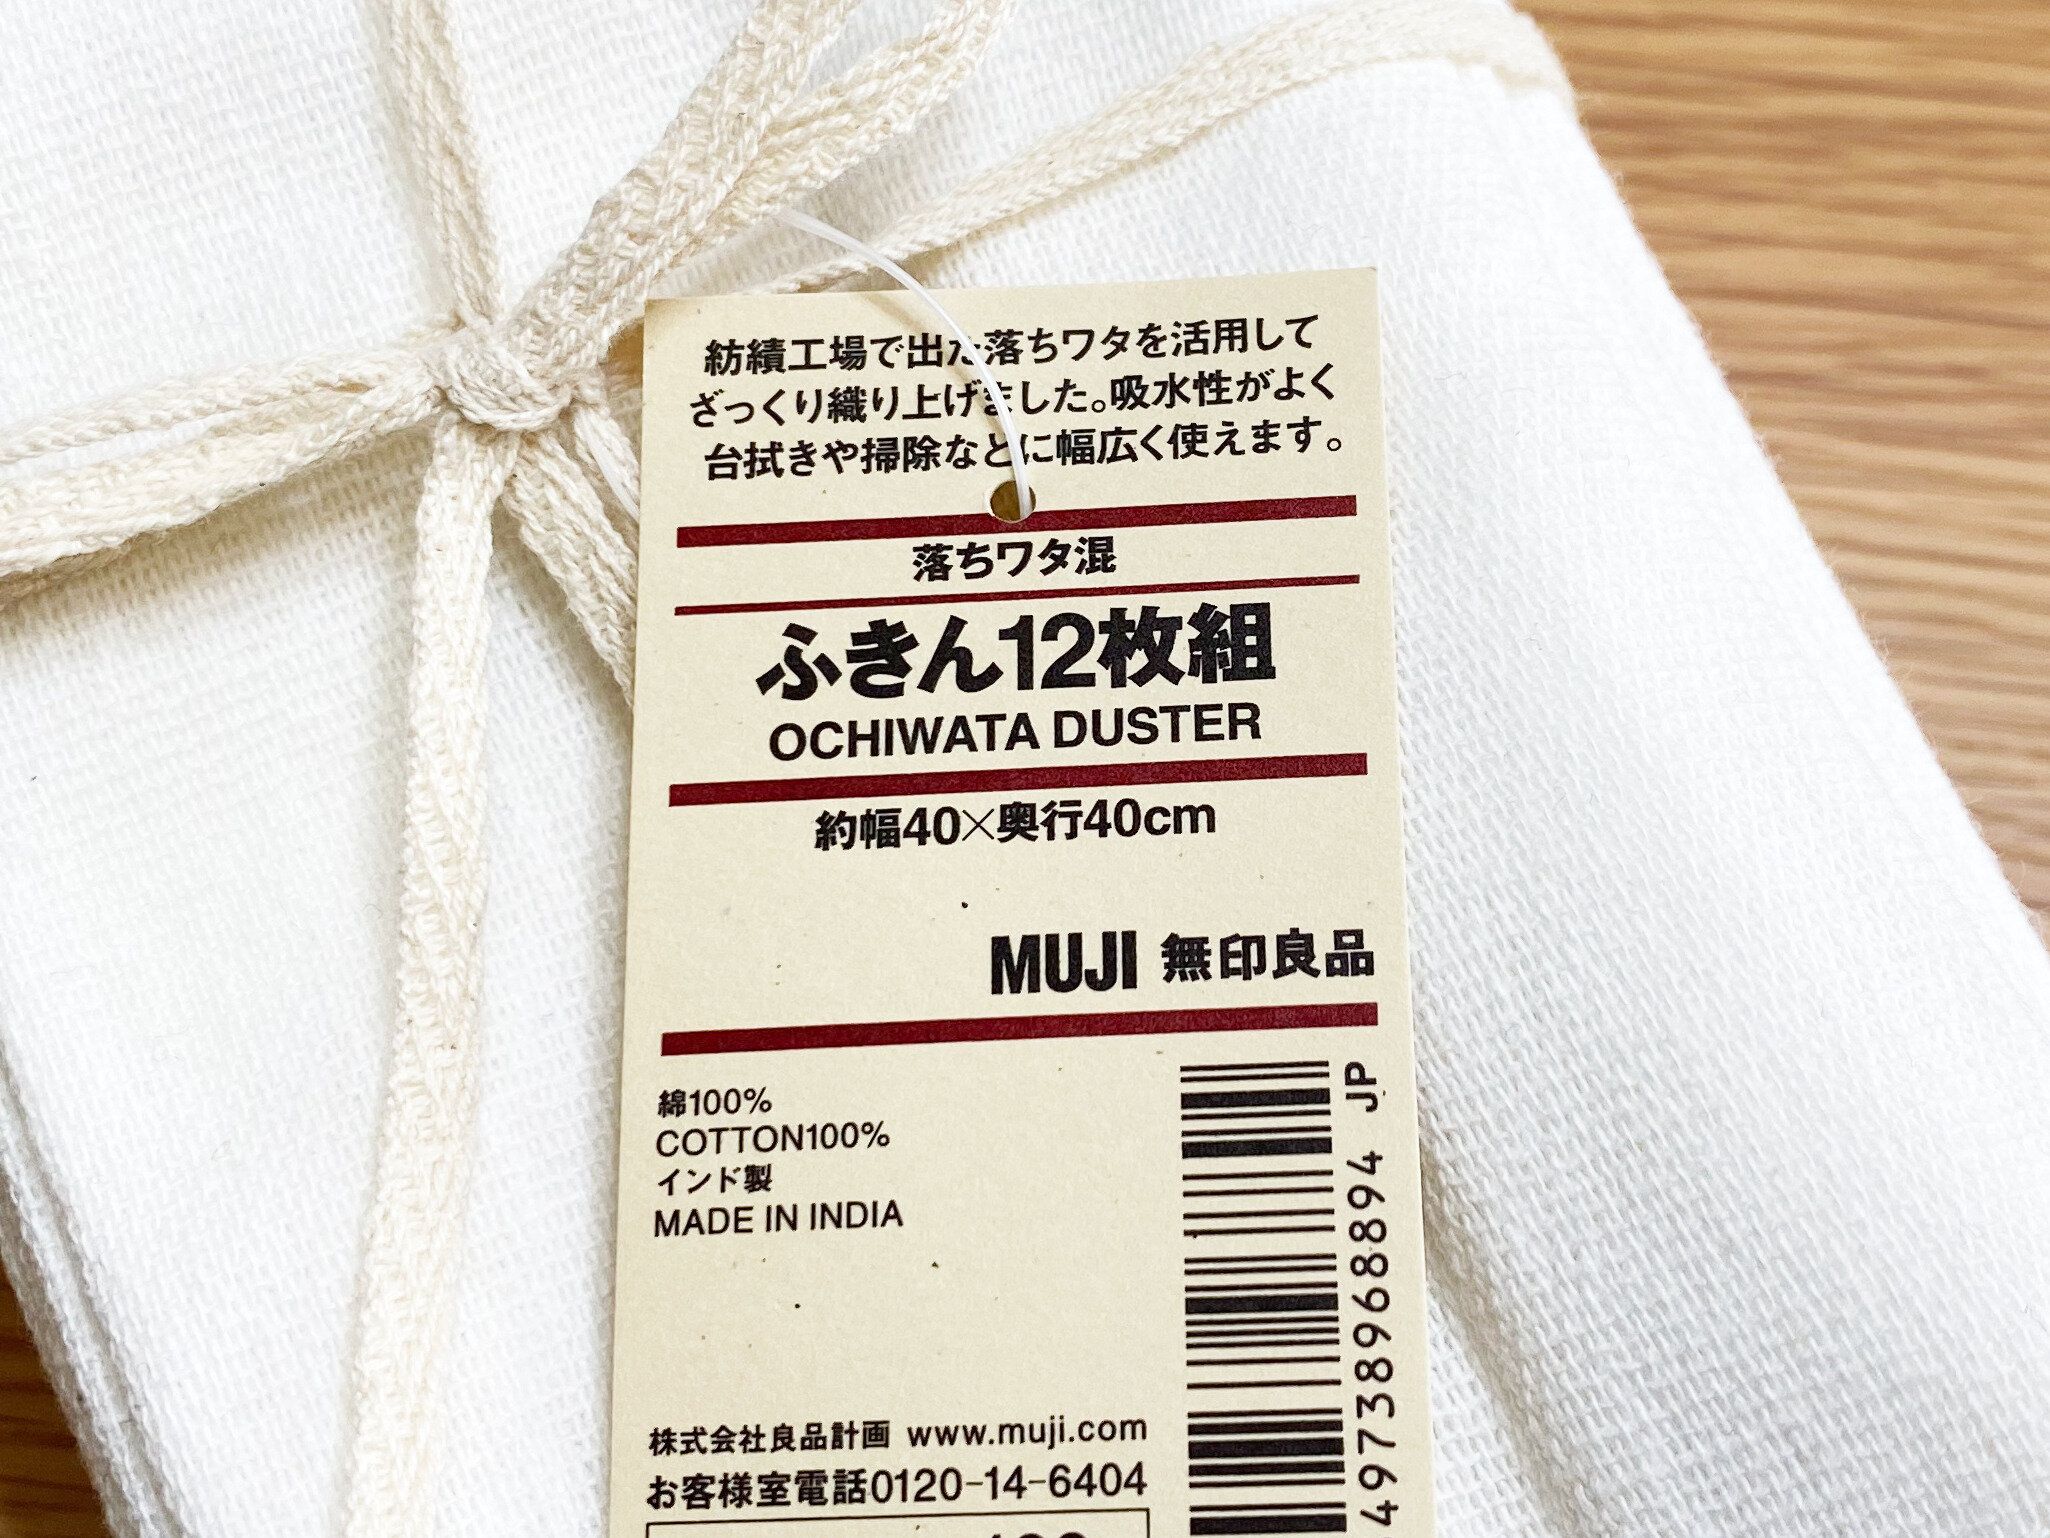 紡績工場で出た落ちワタを活用して
ざっくり織り上げました。吸水性がよく
台拭きや掃除などに幅広く使えます。
落ちワタ混
ふきん12枚組
OCHIWATA DUSTER
約幅40×奥行40cm
MUJI 無印良品
綿100%
COTTON100%
インド製
MADE IN INDIA
株式会社良品計画 www.muji.com
お客様室電話0120-14-6404
4973896889​4 JP